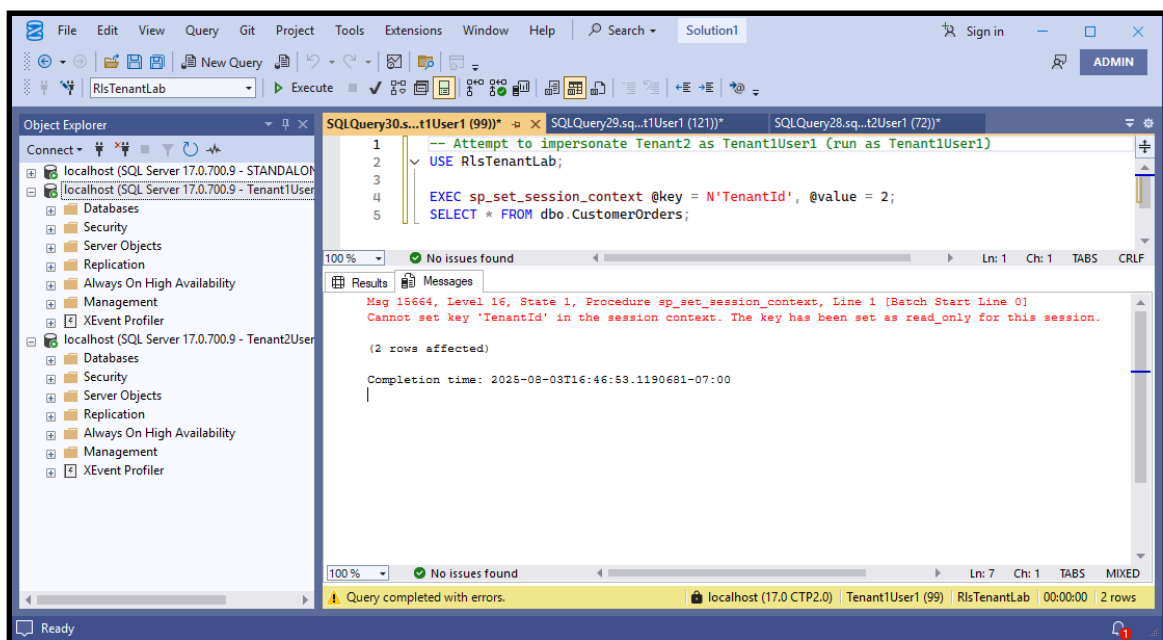 File Edit View Query Git Project Tools Extensions Window Help Search Solution1 Sign in
New Query ADMIN
RlsTenantLab Execute
Object Explorer
Connect
localhost (SQL Server 17.0.700.9 - STANDALON
localhost (SQL Server 17.0.700.9 - Tenant1User
Databases
Security
Server Objects
Replication
Always On High Availability
Management
XEvent Profiler
localhost (SQL Server 17.0.700.9 - Tenant2User
Databases
Security
Server Objects
Replication
Always On High Availability
Management
XEvent Profiler
SQLQuery30.s...t1User1 (99))* SQLQuery29.sq...t1User1 (121))* SQLQuery28.sq...t2User1 (72))*
1 -- Attempt to impersonate Tenant2 as Tenant1User1 (run as Tenant1User1)
2 USE RlsTenantLab;
3
4 EXEC sp_set_session_context @key = N'TenantId', @value = 2;
5 SELECT * FROM dbo.CustomerOrders;
100 % No issues found Ln: 1 Ch: 1 TABS CRLF
Results Messages
Msg 15664, Level 16, State 1, Procedure sp_set_session_context, Line 1 [Batch Start Line 0]
Cannot set key 'TenantId' in the session context. The key has been set as read_only for this session.
(2 rows affected)
Completion time: 2025-08-03T16:46:53.1190681-07:00
100 % No issues found Ln: 7 Ch: 1 TABS MIXED
Query completed with errors. localhost (17.0 CTP2.0) Tenant1User1 (99) RlsTenantLab 00:00:00 2 rows
Ready 1